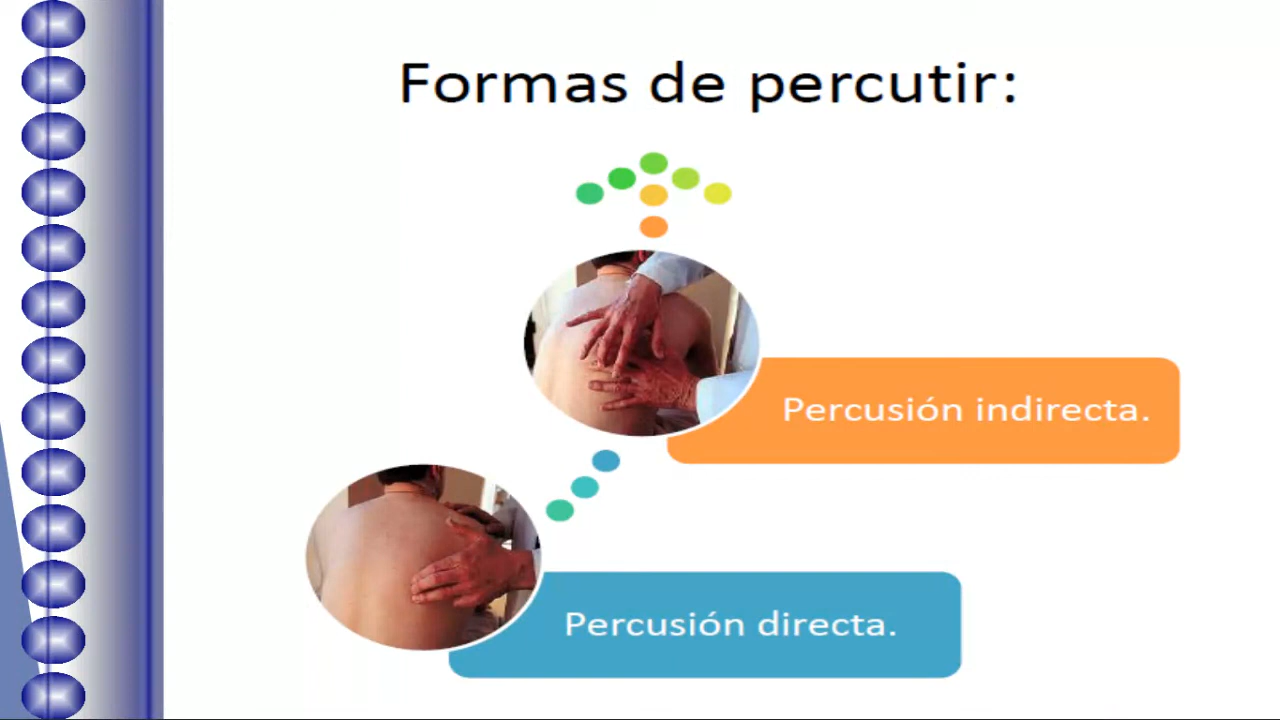 Formas de percutir:
Percusión indirecta.
Percusión directa.